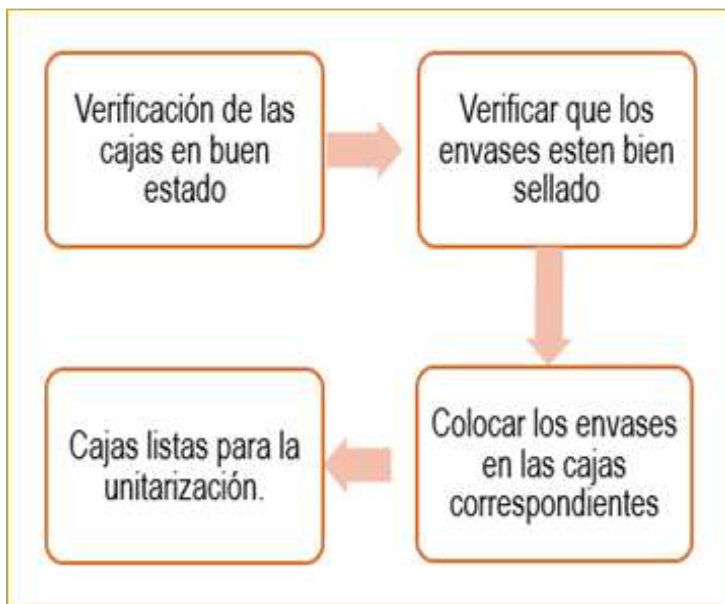 Verificación de las
cajas en buen
estado
Verificar que los
envases esten bien
sellado
Colocar los envases
en las cajas
correspondientes
Cajas listas para la
unitarización.